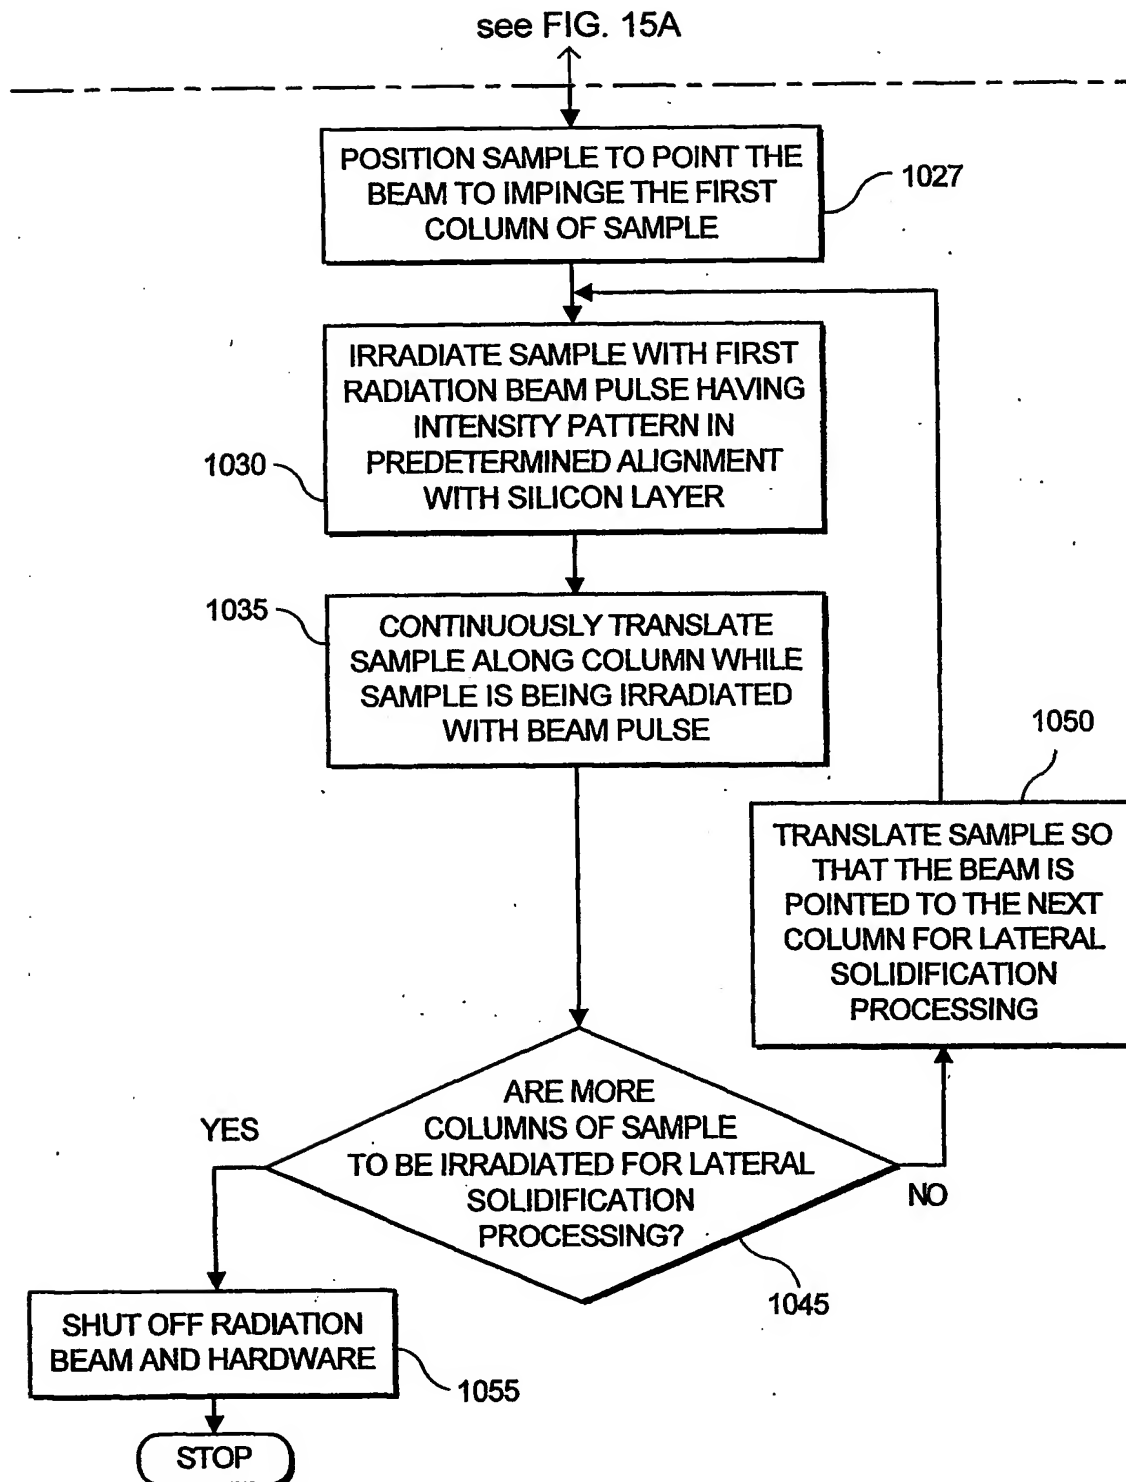 see FIG. 15A
POSITION SAMPLE TO POINT THE
BEAM TO IMPINGE THE FIRST
COLUMN OF SAMPLE
1027
IRRADIATE SAMPLE WITH FIRST
RADIATION BEAM PULSE HAVING
INTENSITY PATTERN IN
PREDETERMINED ALIGNMENT
WITH SILICON LAYER
1030
1035
CONTINUOUSLY TRANSLATE
SAMPLE ALONG COLUMN WHILE
SAMPLE IS BEING IRRADIATED
WITH BEAM PULSE
1050
TRANSLATE SAMPLE SO
THAT THE BEAM IS
POINTED TO THE NEXT
COLUMN FOR LATERAL
SOLIDIFICATION
PROCESSING
ARE MORE
COLUMNS OF SAMPLE
TO BE IRRADIATED FOR LATERAL
SOLIDIFICATION
PROCESSING?
YES
NO
1045
SHUT OFF RADIATION
BEAM AND HARDWARE
1055
STOP